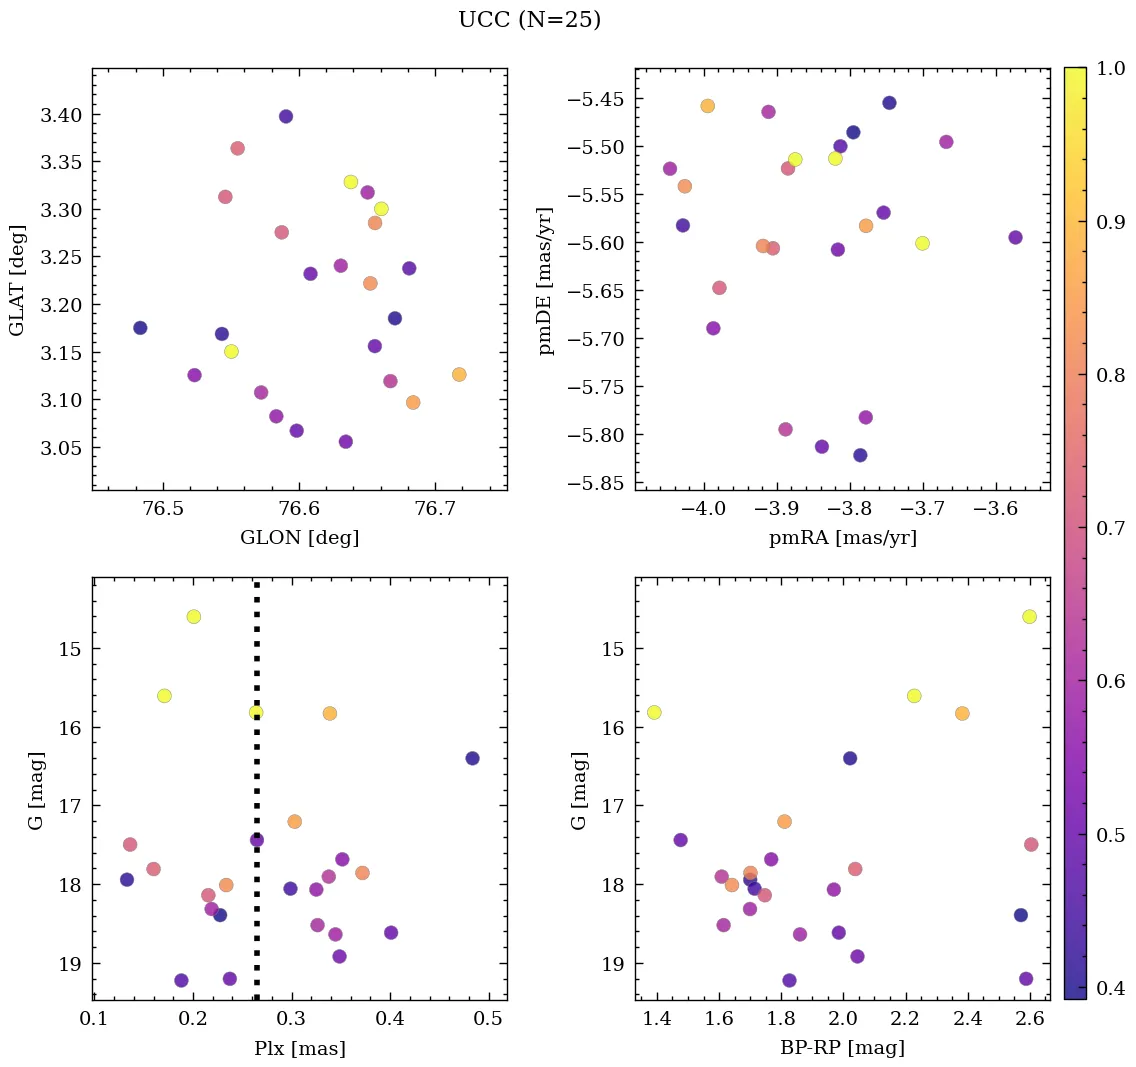 UCC (N=25)
3.40
3.35
3.30
3.25
3.20
3.15
3.10
3.05
GLAT [deg]
76.5 76.6 76.7
GLON [deg]
−5.45
−5.50
−5.55
−5.60
−5.65
−5.70
−5.75
−5.80
−5.85
pmDE [mas/yr]
−4.0 −3.9 −3.8 −3.7 −3.6
pmRA [mas/yr]
1.0
0.9
0.8
0.7
0.6
0.5
0.4
15
16
17
18
19
G [mag]
0.1 0.2 0.3 0.4 0.5
Plx [mas]
15
16
17
18
19
G [mag]
1.4 1.6 1.8 2.0 2.2 2.4 2.6
BP-RP [mag]